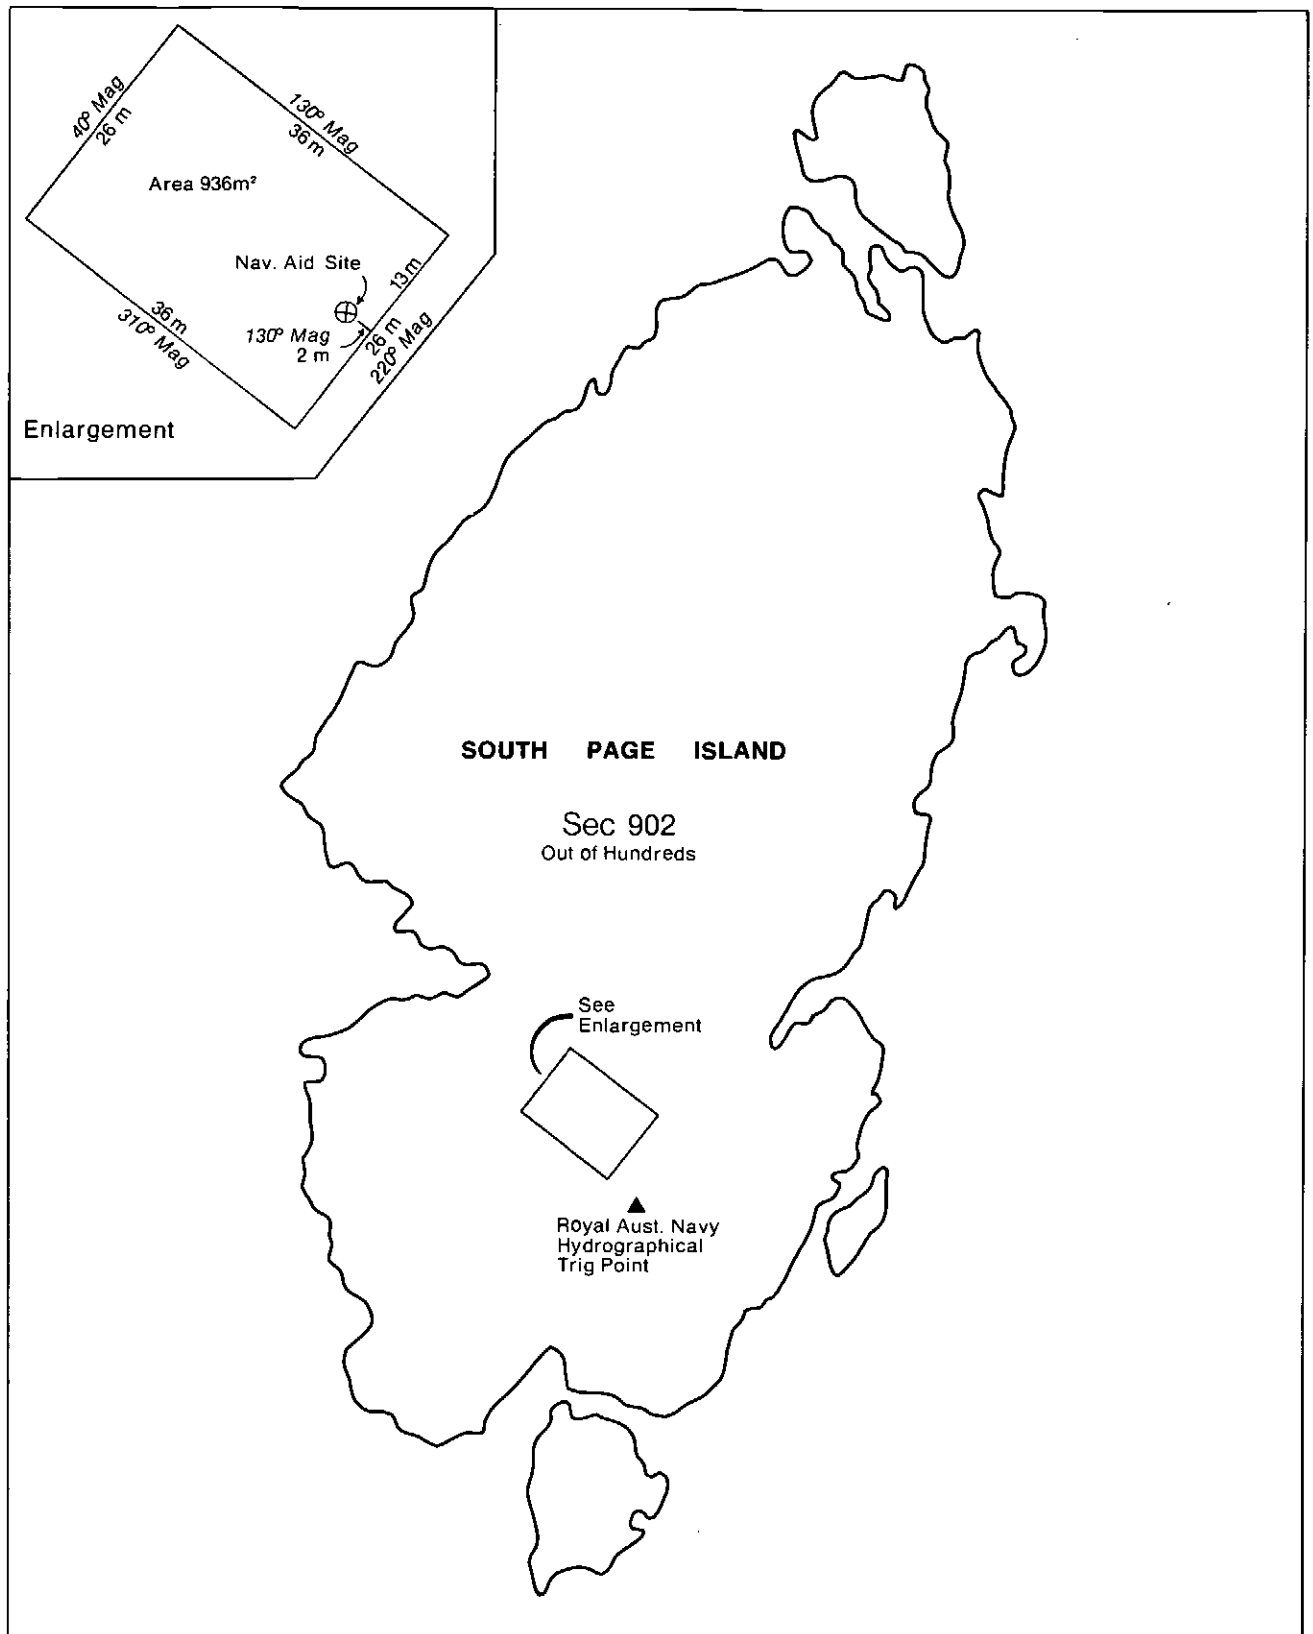 40° Mag
26 m
130° Mag
36 m
Area 936m²
Nav. Aid Site
13m
36 m
310° Mag
130° Mag
2 m
26 m
220° Mag
Enlargement
SOUTH PAGE ISLAND
Sec 902
Out of Hundreds
See
Enlargement
Royal Aust. Navy
Hydrographical
Trig Point